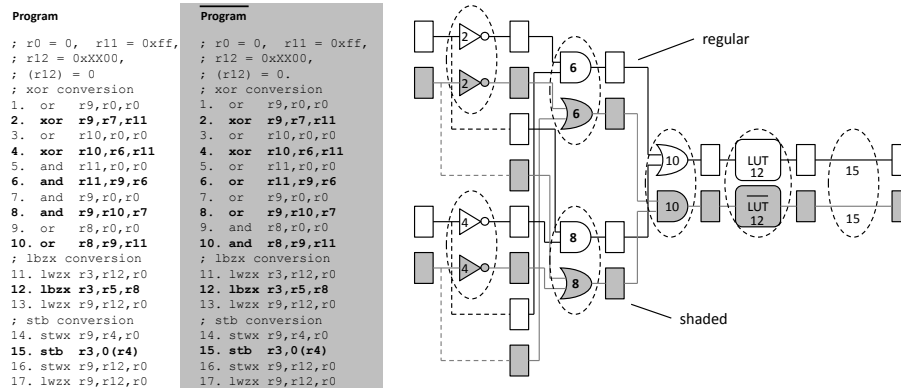 Program
; r0 = 0, r11 = 0xff,
; r12 = 0xXX00,
; (r12) = 0
; xor conversion
1. or r9,r0,r0
2. xor r9,r7,r11
3. or r10,r0,r0
4. xor r10,r6,r11
5. and r11,r0,r0
6. and r11,r9,r6
7. and r9,r0,r0
8. and r9,r10,r7
9. or r8,r0,r0
10. or r8,r9,r11
; lbzx conversion
11. lwzx r3,r12,r0
12. lbzx r3,r5,r8
13. lwzx r9,r12,r0
; stb conversion
14. stwx r9,r4,r0
15. stb r3,0(r4)
16. stwx r9,r12,r0
17. lwzx r9,r12,r0
Program
; r0 = 0, r11 = 0xff,
; r12 = 0xXX00,
; (r12) = 0.
; xor conversion
1. or r9,r0,r0
2. xor r9,r7,r11
3. or r10,r0,r0
4. xor r10,r6,r11
5. or r11,r0,r0
6. or r11,r9,r6
7. or r9,r0,r0
8. or r9,r10,r7
9. and r8,r0,r0
10. and r8,r9,r11
; lbzx conversion
11. lwzx r3,r12,r0
12. lbzx r3,r5,r8
13. lwzx r9,r12,r0
; stb conversion
14. stwx r9,r4,r0
15. stb r3,0(r4)
16. stwx r9,r12,r0
17. lwzx r9,r12,r0
regular
2
2
6
6
10
10
LUT
12
LUT
12
15
15
4
4
8
8
shaded